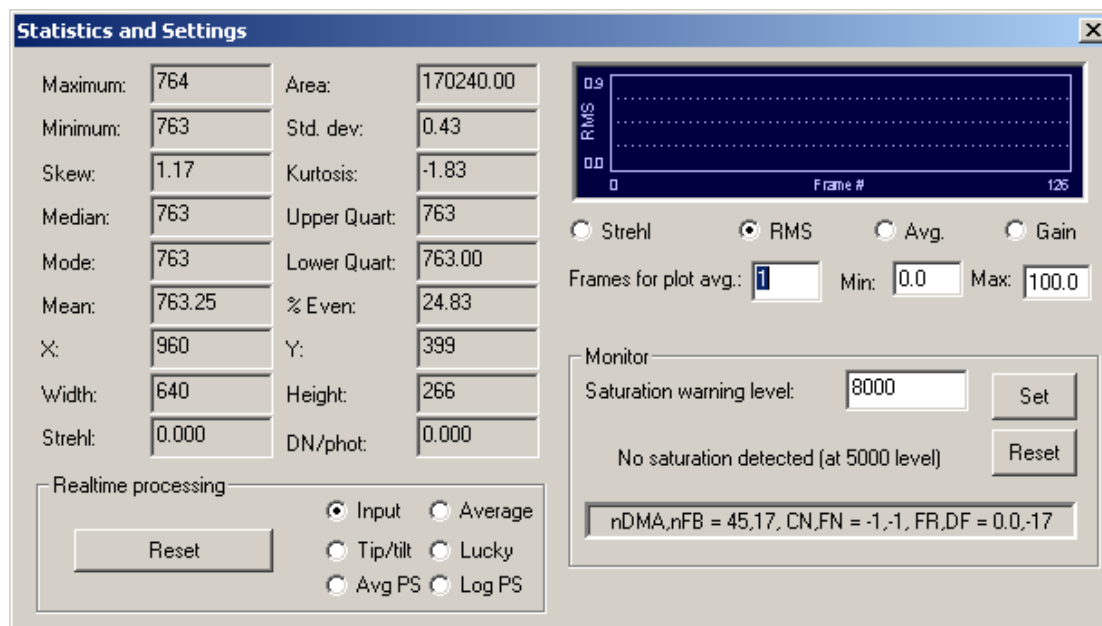 Statistics and Settings
Maximum: 764 Area: 170240.00
Minimum: 763 Std. dev: 0.43
Skew: 1.17 Kurtosis: -1.83
Median: 763 Upper Quart: 763
Mode: 763 Lower Quart: 763.00
Mean: 763.25 % Even: 24.83
X: 960 Y: 399
Width: 640 Height: 266
Strehl: 0.000 DN/phot: 0.000
Realtime processing
Reset
Input Average
Tip/tilt Lucky
Avg PS Log PS
0.9
RMS
0.0
0 Frame # 126
Strehl RMS Avg. Gain
Frames for plot avg.: 1 Min: 0.0 Max: 100.0
Monitor
Saturation warning level: 8000 Set
No saturation detected (at 5000 level) Reset
nDMA,nFB = 45,17, CN,FN = -1,-1, FR,DF = 0.0,-17